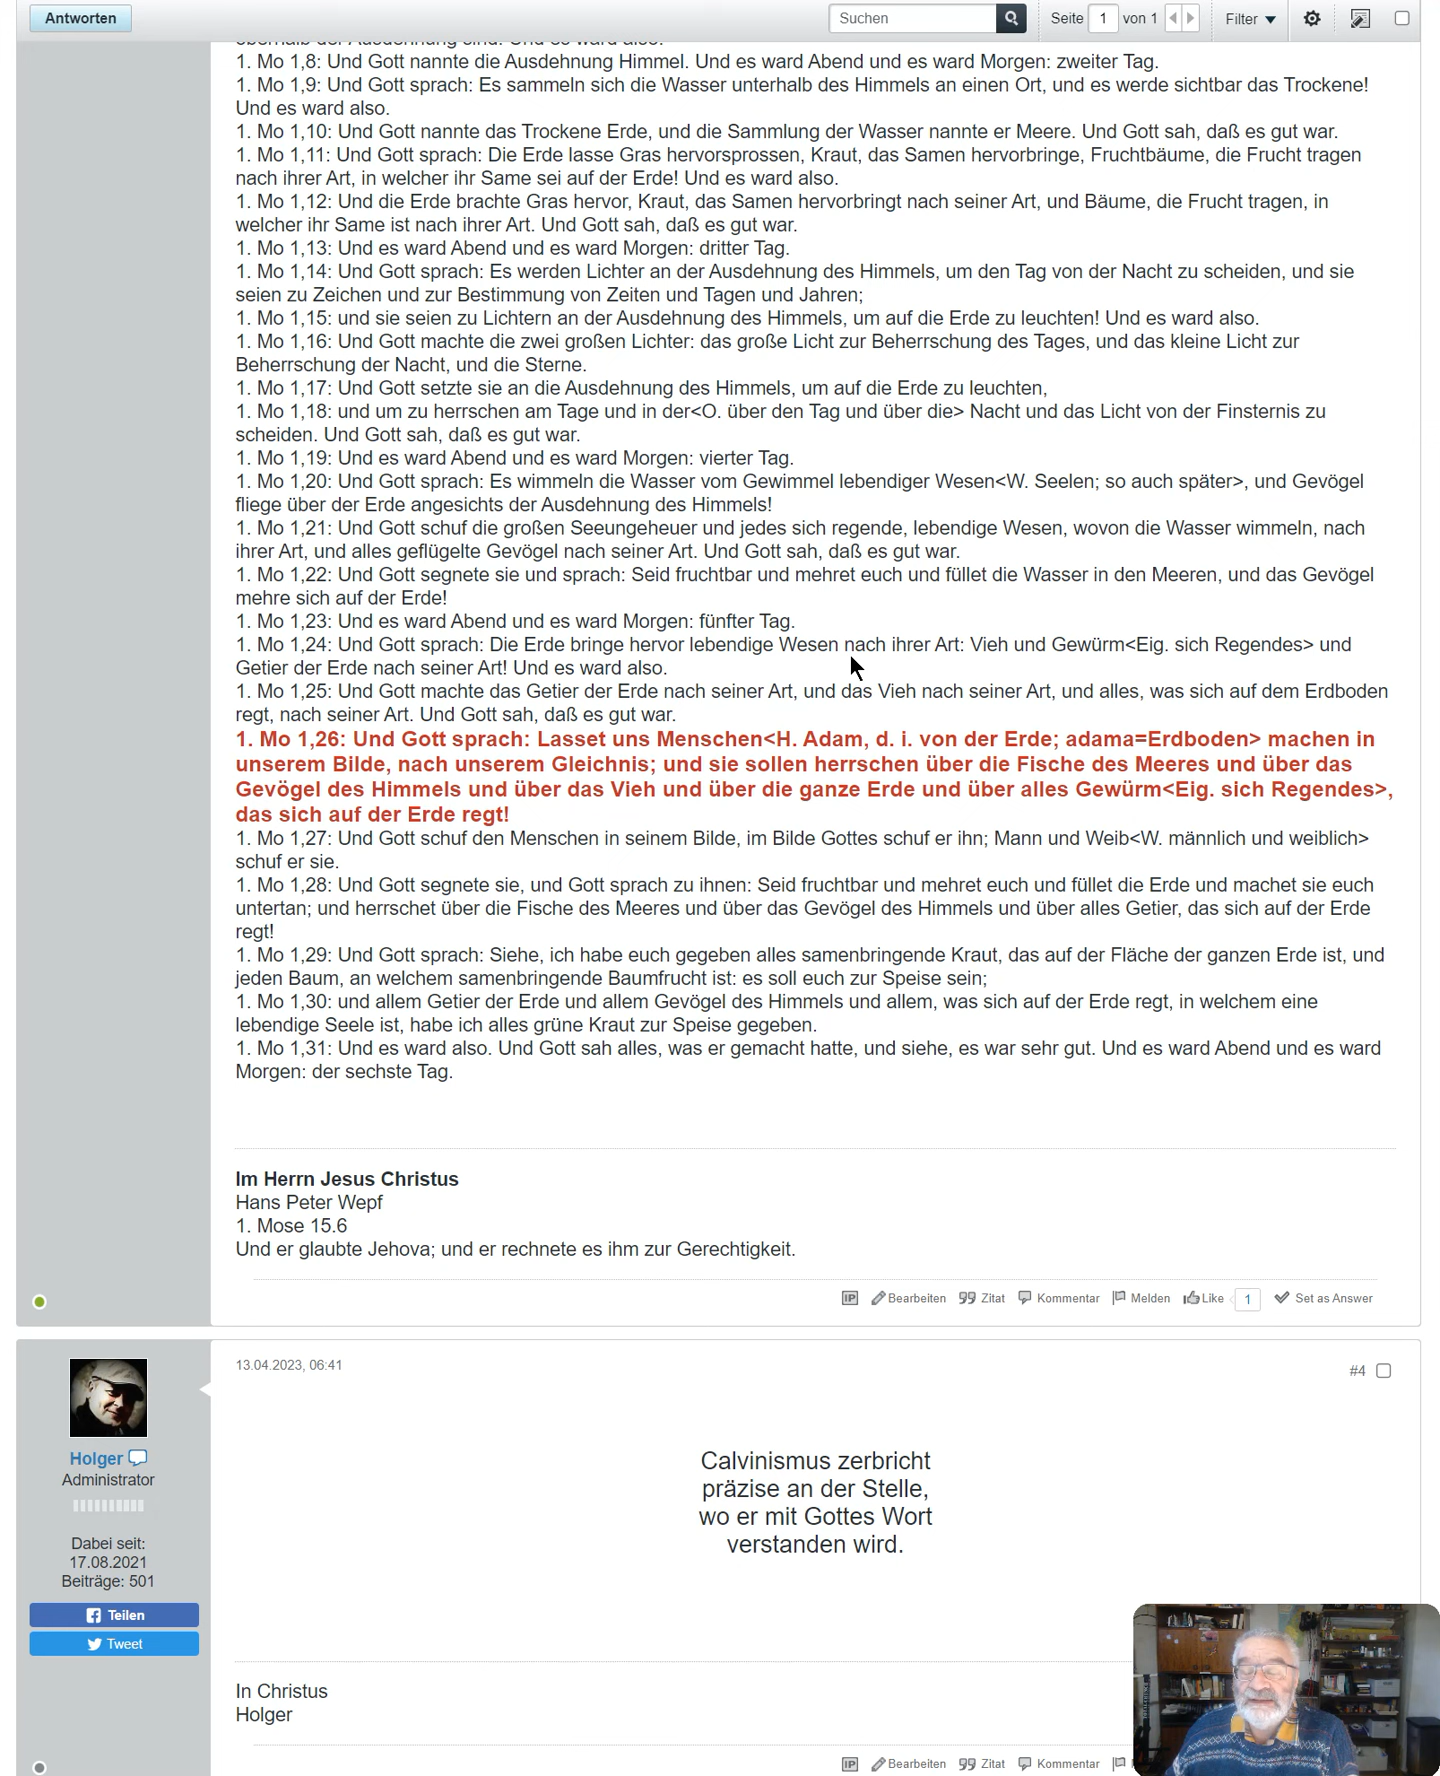 Antworten
Suchen
Seite 1 von 1
Filter
oberhalb der Ausdehnung sind. Und es ward also.
1. Mo 1,8: Und Gott nannte die Ausdehnung Himmel. Und es ward Abend und es ward Morgen: zweiter Tag.
1. Mo 1,9: Und Gott sprach: Es sammeln sich die Wasser unterhalb des Himmels an einen Ort, und es werde sichtbar das Trockene!
Und es ward also.
1. Mo 1,10: Und Gott nannte das Trockene Erde, und die Sammlung der Wasser nannte er Meere. Und Gott sah, daß es gut war.
1. Mo 1,11: Und Gott sprach: Die Erde lasse Gras hervorsprossen, Kraut, das Samen hervorbringe, Fruchtbäume, die Frucht tragen
nach ihrer Art, in welcher ihr Same sei auf der Erde! Und es ward also.
1. Mo 1,12: Und die Erde brachte Gras hervor, Kraut, das Samen hervorbringt nach seiner Art, und Bäume, die Frucht tragen, in
welcher ihr Same ist nach ihrer Art. Und Gott sah, daß es gut war.
1. Mo 1,13: Und es ward Abend und es ward Morgen: dritter Tag.
1. Mo 1,14: Und Gott sprach: Es werden Lichter an der Ausdehnung des Himmels, um den Tag von der Nacht zu scheiden, und sie
seien zu Zeichen und zur Bestimmung von Zeiten und Tagen und Jahren;
1. Mo 1,15: und sie seien zu Lichtern an der Ausdehnung des Himmels, um auf die Erde zu leuchten! Und es ward also.
1. Mo 1,16: Und Gott machte die zwei großen Lichter: das große Licht zur Beherrschung des Tages, und das kleine Licht zur
Beherrschung der Nacht, und die Sterne.
1. Mo 1,17: Und Gott setzte sie an die Ausdehnung des Himmels, um auf die Erde zu leuchten,
1. Mo 1,18: und um zu herrschen am Tage und in der<O. über den Tag und über die> Nacht und das Licht von der Finsternis zu
scheiden. Und Gott sah, daß es gut war.
1. Mo 1,19: Und es ward Abend und es ward Morgen: vierter Tag.
1. Mo 1,20: Und Gott sprach: Es wimmeln die Wasser vom Gewimmel lebendiger Wesen<W. Seelen; so auch später>, und Gevögel
fliege über der Erde angesichts der Ausdehnung des Himmels!
1. Mo 1,21: Und Gott schuf die großen Seeungeheuer und jedes sich regende, lebendige Wesen, wovon die Wasser wimmeln, nach
ihrer Art, und alles geflügelte Gevögel nach seiner Art. Und Gott sah, daß es gut war.
1. Mo 1,22: Und Gott segnete sie und sprach: Seid fruchtbar und mehret euch und füllet die Wasser in den Meeren, und das Gevögel
mehre sich auf der Erde!
1. Mo 1,23: Und es ward Abend und es ward Morgen: fünfter Tag.
1. Mo 1,24: Und Gott sprach: Die Erde bringe hervor lebendige Wesen nach ihrer Art: Vieh und Gewürm<Eig. sich Regendes> und
Getier der Erde nach seiner Art! Und es ward also.
1. Mo 1,25: Und Gott machte das Getier der Erde nach seiner Art, und das Vieh nach seiner Art, und alles, was sich auf dem Erdboden
regt, nach seiner Art. Und Gott sah, daß es gut war.
1. Mo 1,26: Und Gott sprach: Lasset uns Menschen<H. Adam, d. i. von der Erde; adama=Erdboden> machen in
unserem Bilde, nach unserem Gleichnis; und sie sollen herrschen über die Fische des Meeres und über das
Gevögel des Himmels und über das Vieh und über die ganze Erde und über alles Gewürm<Eig. sich Regendes>,
das sich auf der Erde regt!
1. Mo 1,27: Und Gott schuf den Menschen in seinem Bilde, im Bilde Gottes schuf er ihn; Mann und Weib<W. männlich und weiblich>
schuf er sie.
1. Mo 1,28: Und Gott segnete sie, und Gott sprach zu ihnen: Seid fruchtbar und mehret euch und füllet die Erde und machet sie euch
untertan; und herrschet über die Fische des Meeres und über das Gevögel des Himmels und über alles Getier, das sich auf der Erde
regt!
1. Mo 1,29: Und Gott sprach: Siehe, ich habe euch gegeben alles samenbringende Kraut, das auf der Fläche der ganzen Erde ist, und
jeden Baum, an welchem samenbringende Baumfrucht ist: es soll euch zur Speise sein;
1. Mo 1,30: und allem Getier der Erde und allem Gevögel des Himmels und allem, was sich auf der Erde regt, in welchem eine
lebendige Seele ist, habe ich alles grüne Kraut zur Speise gegeben.
1. Mo 1,31: Und es ward also. Und Gott sah alles, was er gemacht hatte, und siehe, es war sehr gut. Und es ward Abend und es ward
Morgen: der sechste Tag.
Im Herrn Jesus Christus
Hans Peter Wepf
1. Mose 15.6
Und er glaubte Jehova; und er rechnete es ihm zur Gerechtigkeit.
IP Bearbeiten Zitat Kommentar Melden Like 1 Set as Answer
13.04.2023, 06:41
#4
Holger
Administrator
Dabei seit:
17.08.2021
Beiträge: 501
Teilen
Tweet
Calvinismus zerbricht
präzise an der Stelle,
wo er mit Gottes Wort
verstanden wird.
In Christus
Holger
IP Bearbeiten Zitat Kommentar